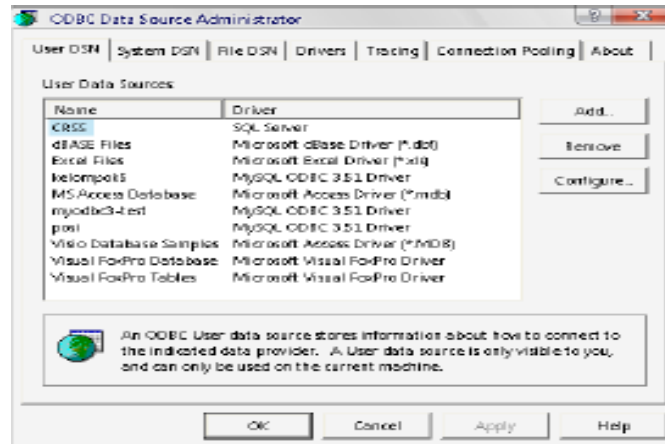 ODBC Data Source Administrator
User DSN System DSN File DSN Drivers Tracing Connection Pooling About
User Data Sources:
Name Driver
CRSS SQL Server
dBASE Files Microsoft dBase Driver (*.dbf)
Excel Files Microsoft Excel Driver (*.xls)
kelompok5 MySQL ODBC 3.51 Driver
MS Access Database Microsoft Access Driver (*.mdb)
myodbc3-test MySQL ODBC 3.51 Driver
posi MySQL ODBC 3.51 Driver
Visio Database Samples Microsoft Access Driver (*.MDB)
Visual FoxPro Database Microsoft Visual FoxPro Driver
Visual FoxPro Tables Microsoft Visual FoxPro Driver
Add...
Remove
Configure...
An ODBC User data source stores information about how to connect to
the indicated data provider. A User data source is only visible to you,
and can only be used on the current machine.
OK Cancel Apply Help